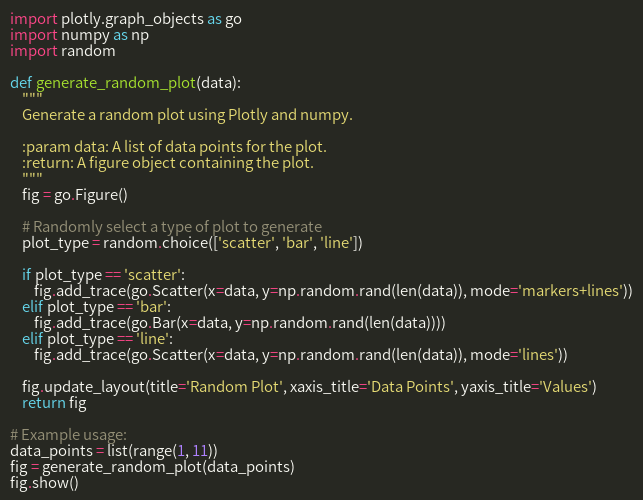 import plotly.graph_objects as go
import numpy as np
import random

def generate_random_plot(data):
    """
    Generate a random plot using Plotly and numpy.

    :param data: A list of data points for the plot.
    :return: A figure object containing the plot.
    """
    fig = go.Figure()

    # Randomly select a type of plot to generate
    plot_type = random.choice(['scatter', 'bar', 'line'])

    if plot_type == 'scatter':
        fig.add_trace(go.Scatter(x=data, y=np.random.rand(len(data)), mode='markers+lines'))
    elif plot_type == 'bar':
        fig.add_trace(go.Bar(x=data, y=np.random.rand(len(data))))
    elif plot_type == 'line':
        fig.add_trace(go.Scatter(x=data, y=np.random.rand(len(data)), mode='lines'))

    fig.update_layout(title='Random Plot', xaxis_title='Data Points', yaxis_title='Values')
    return fig

# Example usage:
data_points = list(range(1, 11))
fig = generate_random_plot(data_points)
fig.show()